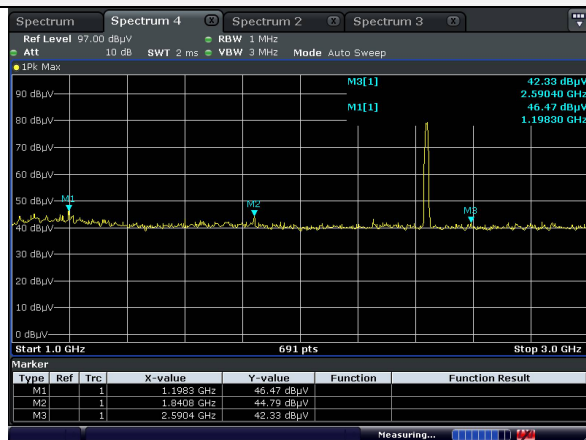 Spectrum Spectrum 4 X Spectrum 2 X Spectrum 3 X
Ref Level 97.00 dBµV RBW 1 MHz
Att 10 dB SWT 2 ms VBW 3 MHz Mode Auto Sweep
1Pk Max
M3[1] 42.33 dBµV
2.59040 GHz
M1[1] 46.47 dBµV
1.19830 GHz
90 dBµV
80 dBµV
70 dBµV
60 dBµV
50 dBµV
M1
M2
M3
40 dBµV
30 dBµV
20 dBµV
10 dBµV
0 dBµV
Start 1.0 GHz 691 pts Stop 3.0 GHz
Marker
Type Ref Trc X-value Y-value Function Function Result
M1 1 1.1983 GHz 46.47 dBµV
M2 1 1.8408 GHz 44.79 dBµV
M3 1 2.5904 GHz 42.33 dBµV
Measuring...